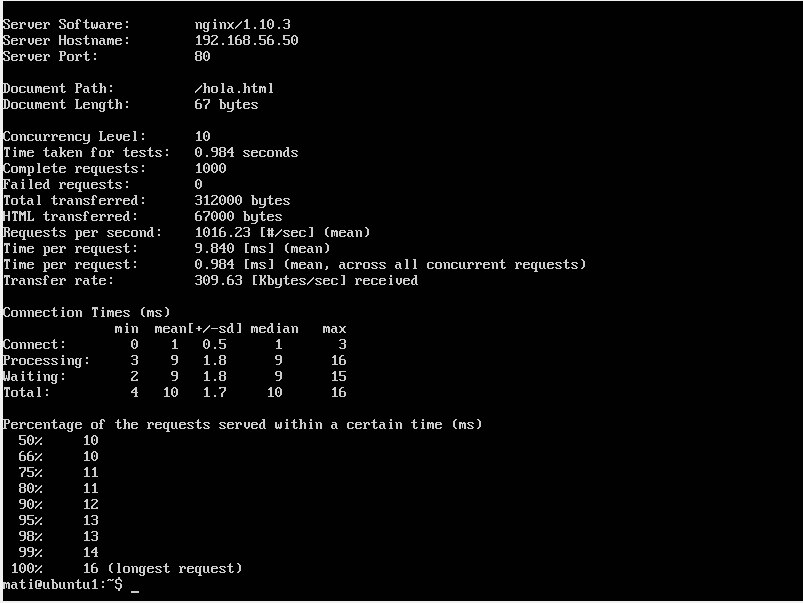 Server Software:        nginx/1.10.3
Server Hostname:        192.168.56.50
Server Port:            80
Document Path:          /hola.html
Document Length:        67 bytes
Concurrency Level:      10
Time taken for tests:   0.984 seconds
Complete requests:      1000
Failed requests:        0
Total transferred:      312000 bytes
HTML transferred:       67000 bytes
Requests per second:    1016.23 [#/sec] (mean)
Time per request:       9.840 [ms] (mean)
Time per request:       0.984 [ms] (mean, across all concurrent requests)
Transfer rate:          309.63 [Kbytes/sec] received
Connection Times (ms)
              min  mean[+/-sd] median   max
Connect:        0    1   0.5      1       3
Processing:     3    9   1.8      9      16
Waiting:        2    9   1.8      9      15
Total:          4   10   1.7     10      16
Percentage of the requests served within a certain time (ms)
  50%     10
  66%     10
  75%     11
  80%     11
  90%     12
  95%     13
  98%     13
  99%     14
 100%     16 (longest request)
mati@ubuntu1:~$ _